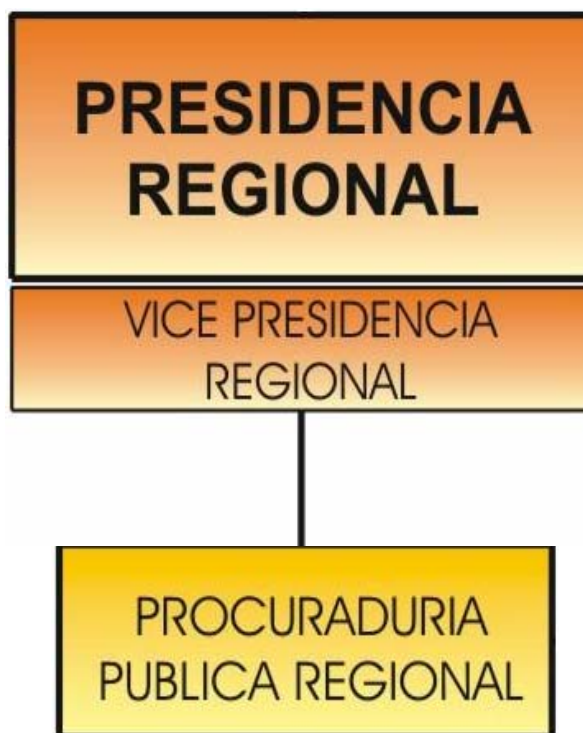 PRESIDENCIA
REGIONAL
VICE PRESIDENCIA
REGIONAL
PROCURADURIA
PUBLICA REGIONAL